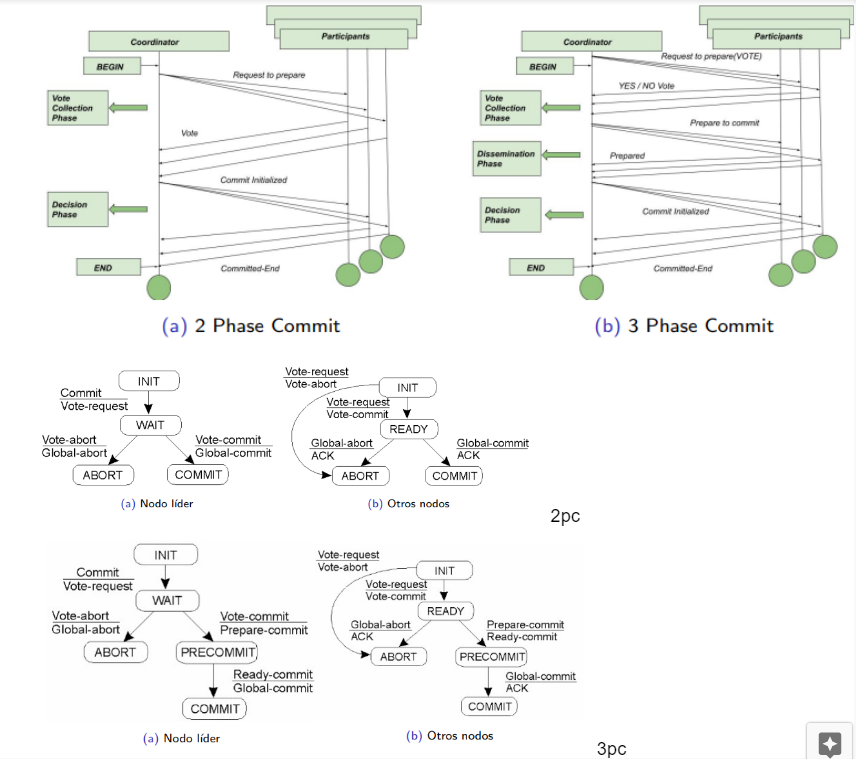 Coordinator
Participants
BEGIN
Request to prepare
Vote
Collection
Phase
Vote
Commit Initialized
Decision
Phase
END
Committed-End
(a) 2 Phase Commit
Coordinator
Participants
Request to prepare(VOTE)
BEGIN
YES / NO Vote
Vote
Collection
Phase
Prepare to commit
Dissemination
Phase
Prepared
Decision
Phase
Commit Initialized
END
Committed-End
(b) 3 Phase Commit
INIT
Commit
Vote-request
WAIT
Vote-abort
Global-abort
Vote-commit
Global-commit
ABORT
COMMIT
(a) Nodo líder
Vote-request
Vote-abort
INIT
Vote-request
Vote-commit
READY
Global-abort
ACK
Global-commit
ACK
ABORT
COMMIT
(b) Otros nodos
2pc
INIT
Commit
Vote-request
WAIT
Vote-abort
Global-abort
Vote-commit
Prepare-commit
ABORT
PRECOMMIT
Ready-commit
Global-commit
COMMIT
(a) Nodo líder
Vote-request
Vote-abort
INIT
Vote-request
Vote-commit
READY
Global-abort
ACK
Prepare-commit
Ready-commit
ABORT
PRECOMMIT
Global-commit
ACK
COMMIT
(b) Otros nodos
3pc